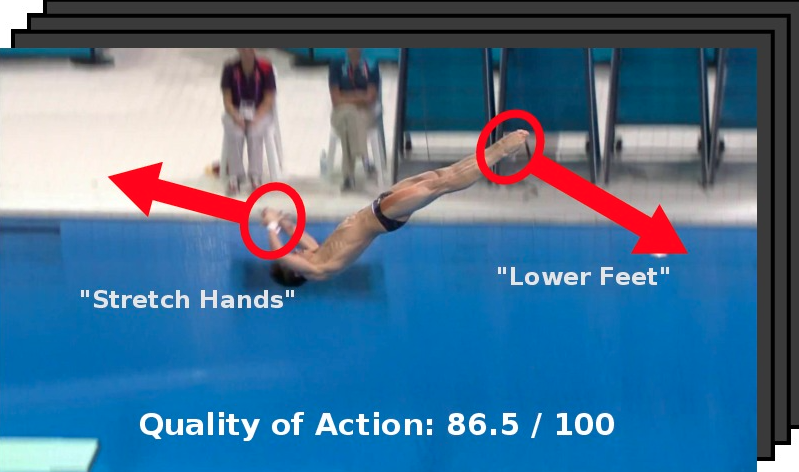 "Lower Feet"
"Stretch Hands"
Quality of Action: 86.5 / 100